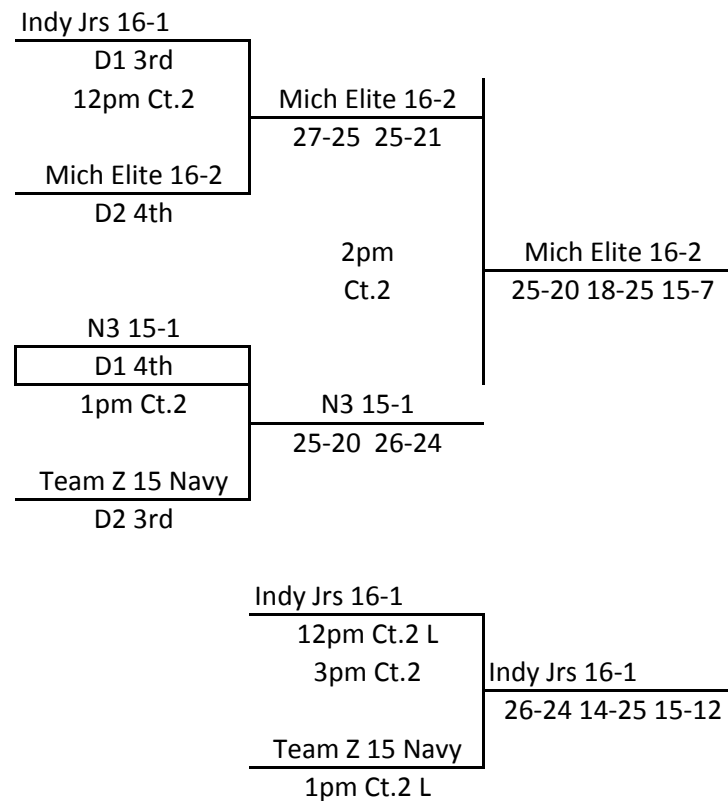 Indy Jrs 16-1
D1 3rd
12pm Ct.2
Mich Elite 16-2
27-25 25-21
Mich Elite 16-2
D2 4th
2pm
Ct.2
Mich Elite 16-2
25-20 18-25 15-7
N3 15-1
D1 4th
1pm Ct.2
N3 15-1
25-20 26-24
Team Z 15 Navy
D2 3rd
Indy Jrs 16-1
12pm Ct.2 L
3pm Ct.2
Indy Jrs 16-1
26-24 14-25 15-12
Team Z 15 Navy
1pm Ct.2 L